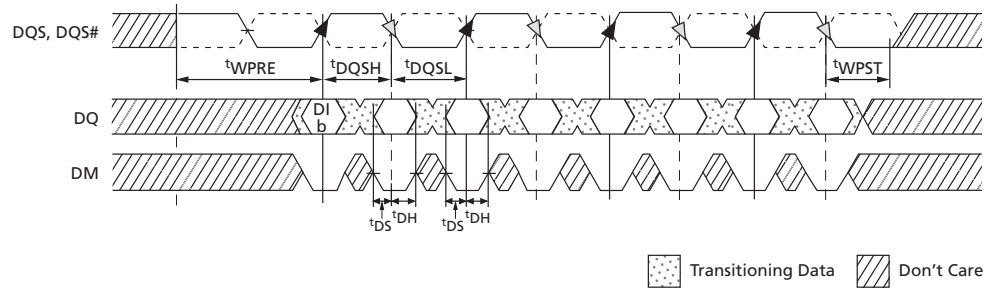 DQS, DQS#
tWPRE tDQSH tDQSL tWPST
DQ
DI
b
DM
tDS tDH tDS tDH
Transitioning Data Don't Care